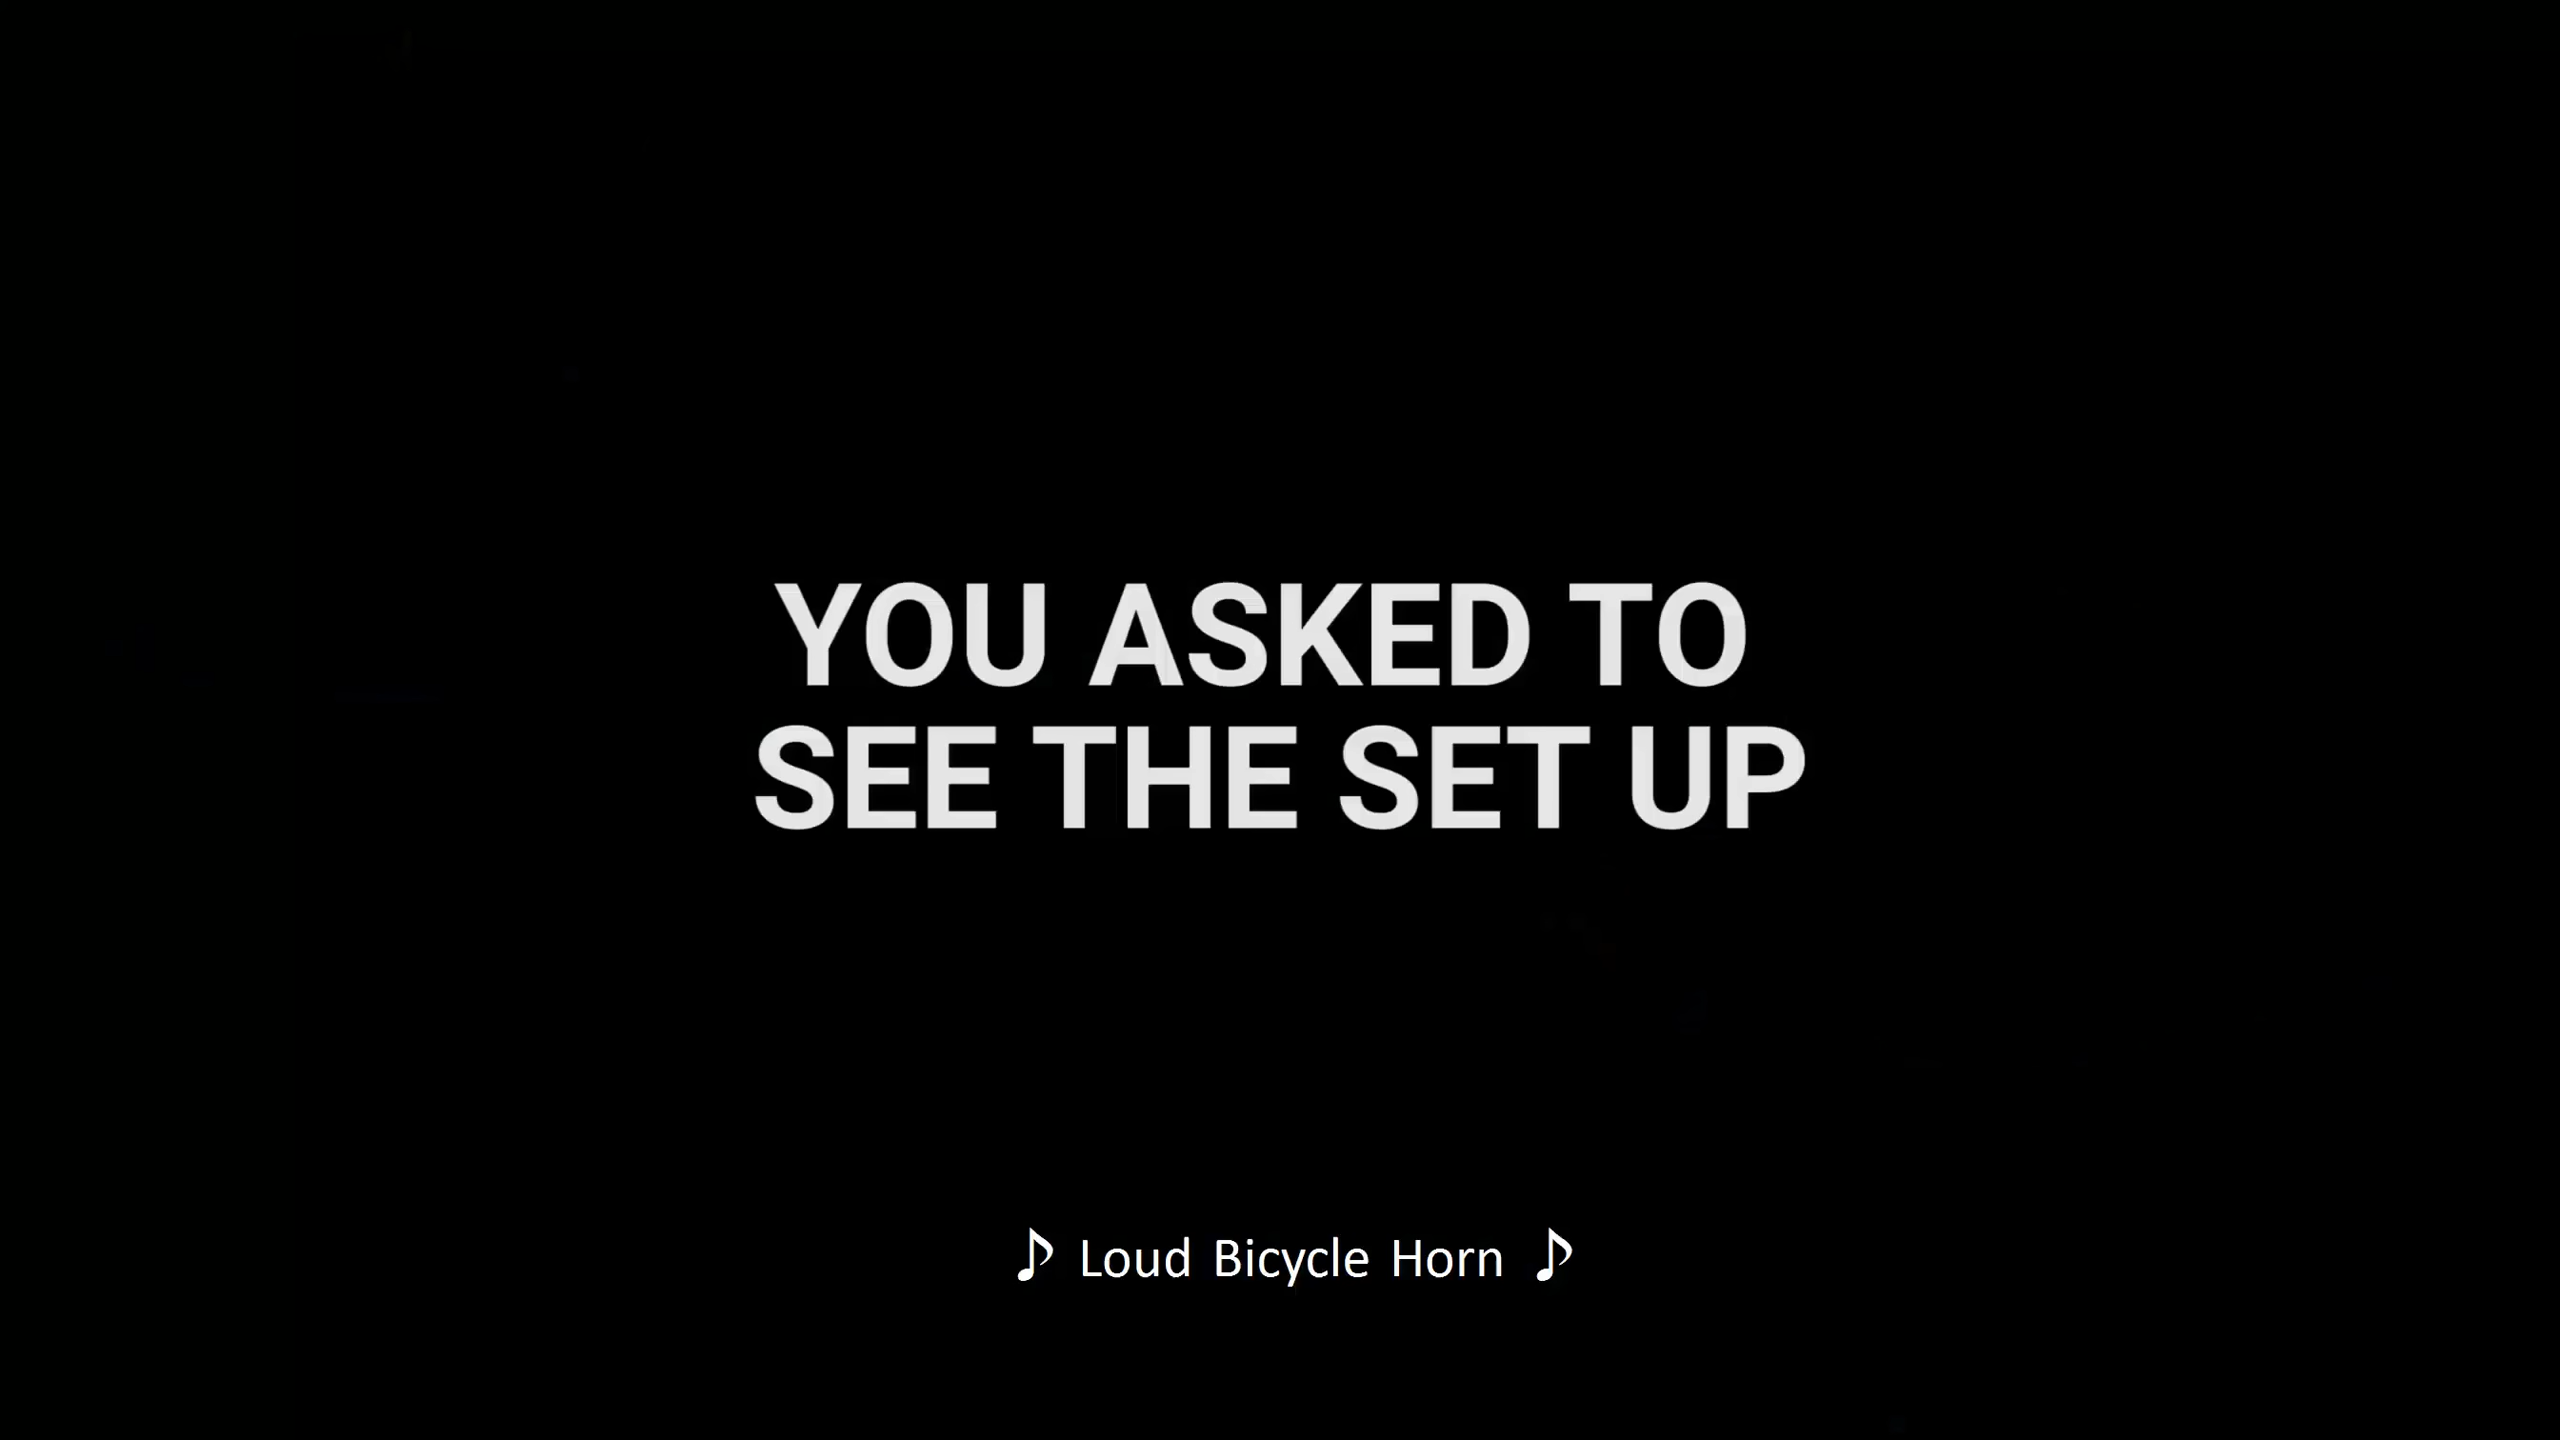 YOU ASKED TO
SEE THE SET UP
♪ Loud Bicycle Horn ♪